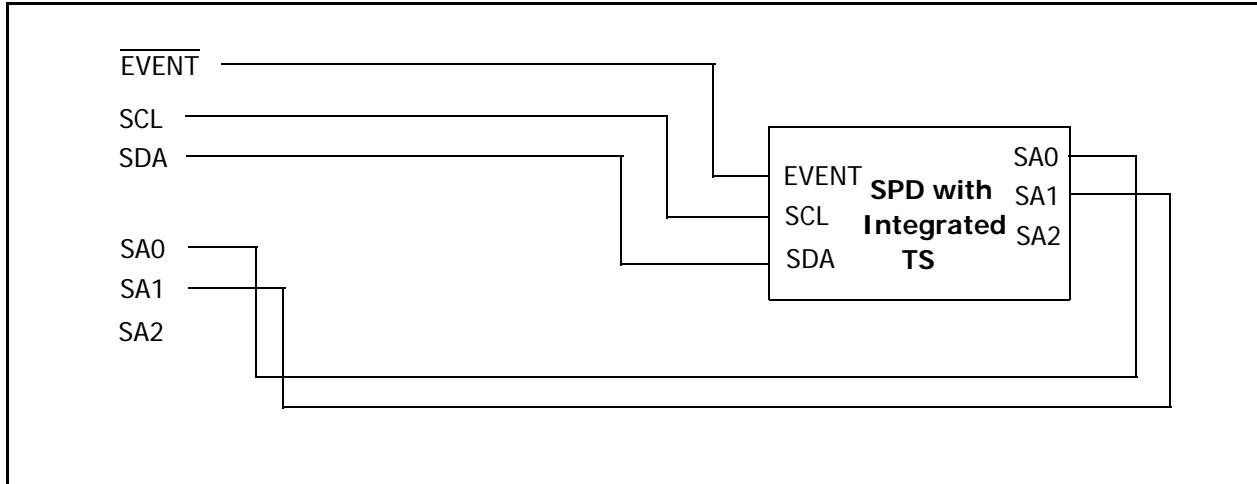 EVENT
SCL
SDA
SA0
SA1
SA2
EVENT
SCL
SDA
SPD with
Integrated
TS
SA0
SA1
SA2